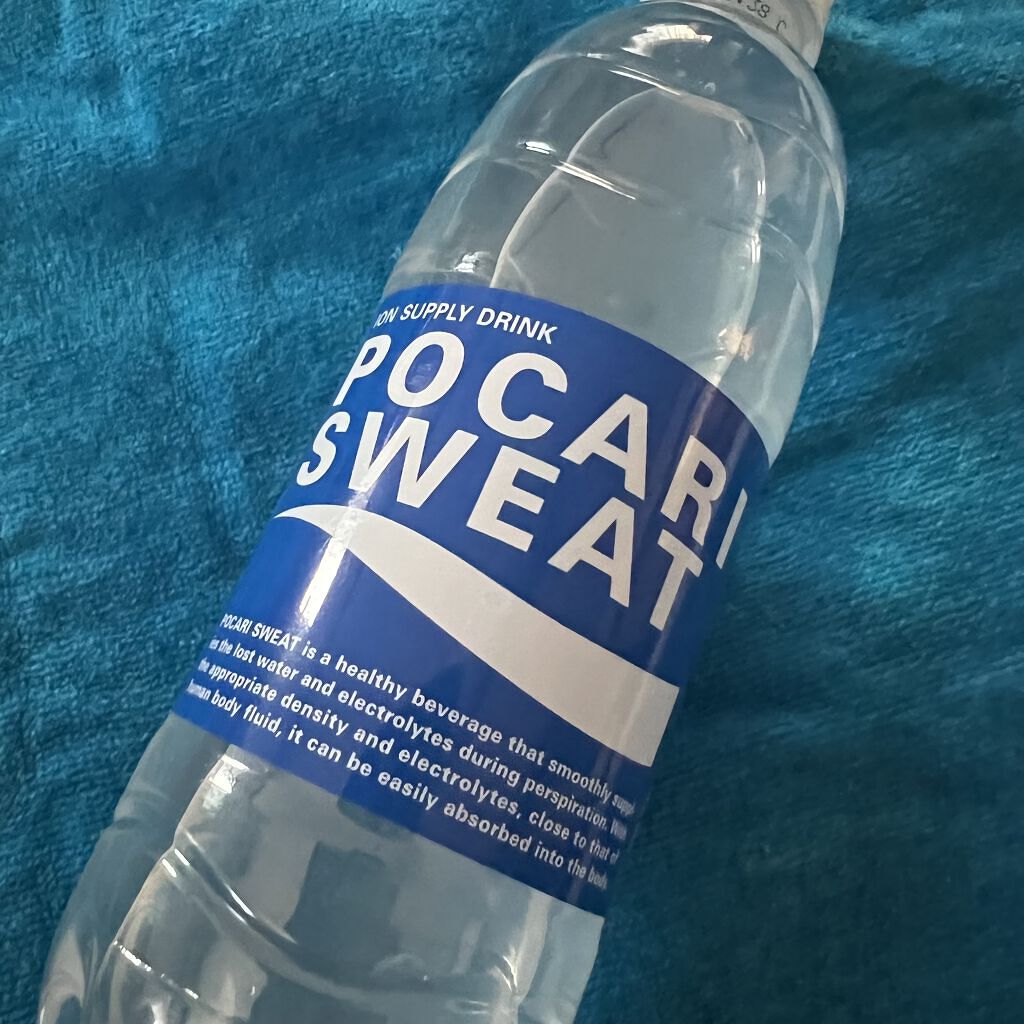 ION SUPPLY DRINK
POCARI
SWEAT
POCARI SWEAT is a healthy beverage that smoothly
the lost water and electrolytes during perspiration.
appropriate density and electrolytes, close to that of
human body fluid, it can be easily absorbed into the body.